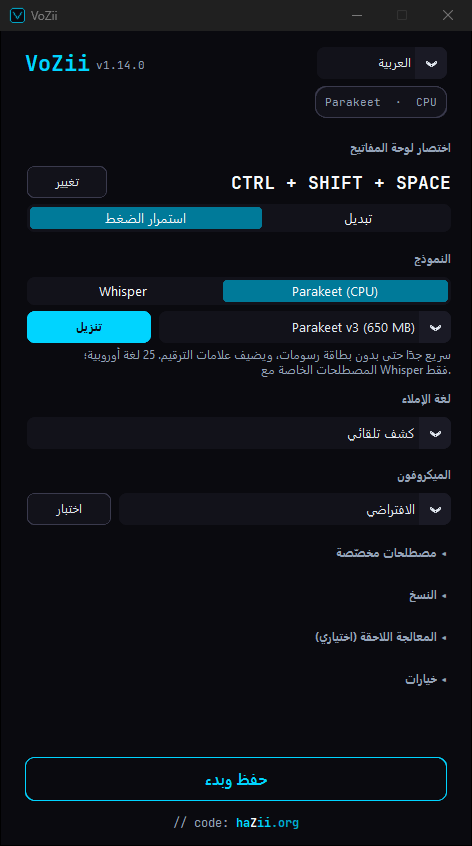 VoZii
VoZii v1.14.0
العربية
Parakeet · CPU
اختصار لوحة المفاتيح
CTRL + SHIFT + SPACE
تغيير
تبديل
استمرار الضغط
النموذج
Parakeet (CPU)
Whisper
Parakeet v3 (650 MB)
تنزيل
سريع جدًا حتى بدون بطاقة رسومات، ويضيف علامات الترقيم. 25 لغة أوروبية؛
المصطلحات الخاصة مع Whisper فقط.
لغة الإملاء
كشف تلقائي
الميكروفون
الافتراضي
اختبار
◂ مصطلحات مخصّصة
◂ النسخ
◂ المعالجة اللاحقة (اختياري)
◂ خيارات
حفظ وبدء
// code: haZii.org